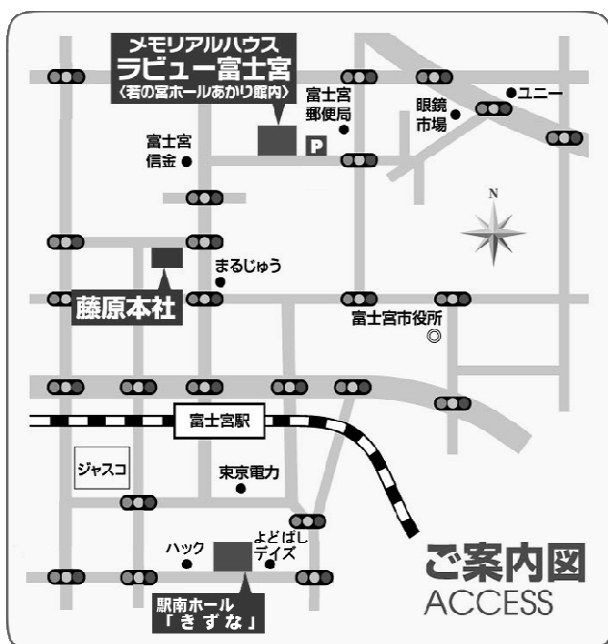 メモリアルハウス
ラビュー富士宮
〈若の宮ホールあかり館内〉
富士宮
郵便局
眼鏡
市場
ユニー
富士宮
信金
P
N
まるじゅう
藤原本社
富士宮市役所
富士宮駅
ジャスコ
東京電力
ハック
よどばし
デイズ
駅南ホール
「きずな」
ご案内図
ACCESS